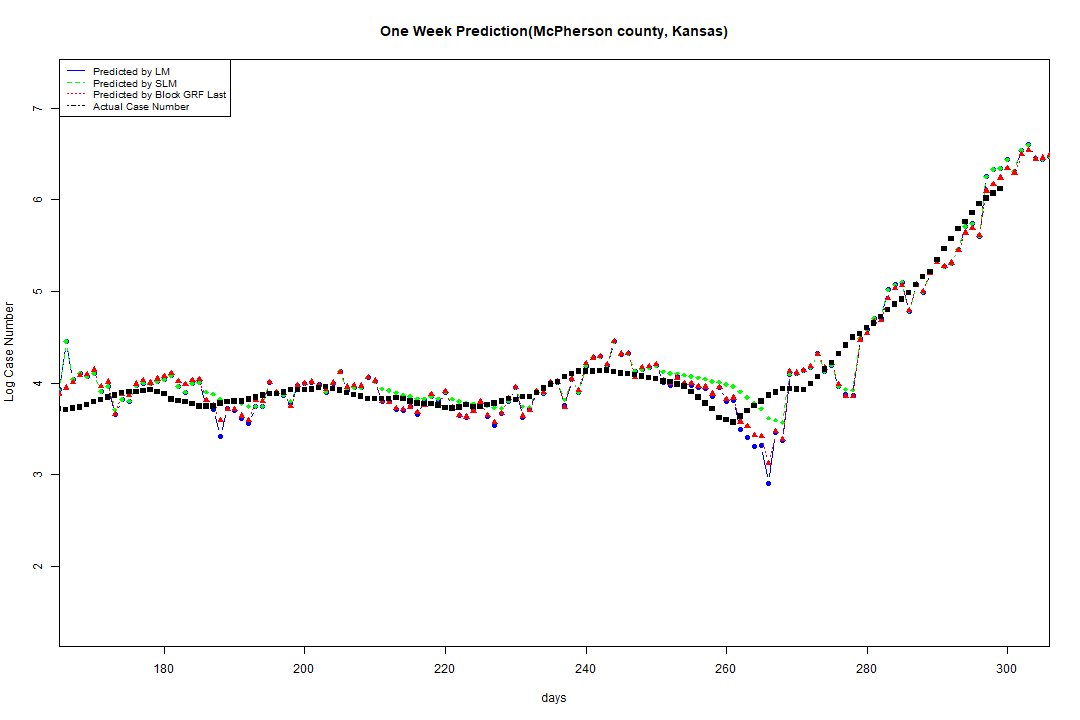 One Week Prediction(McPherson county, Kansas)
Predicted by LM
Predicted by SLM
Predicted by Block GRF Last
Actual Case Number
7
6
5
4
3
2
Log Case Number
180 200 220 240 260 280 300
days